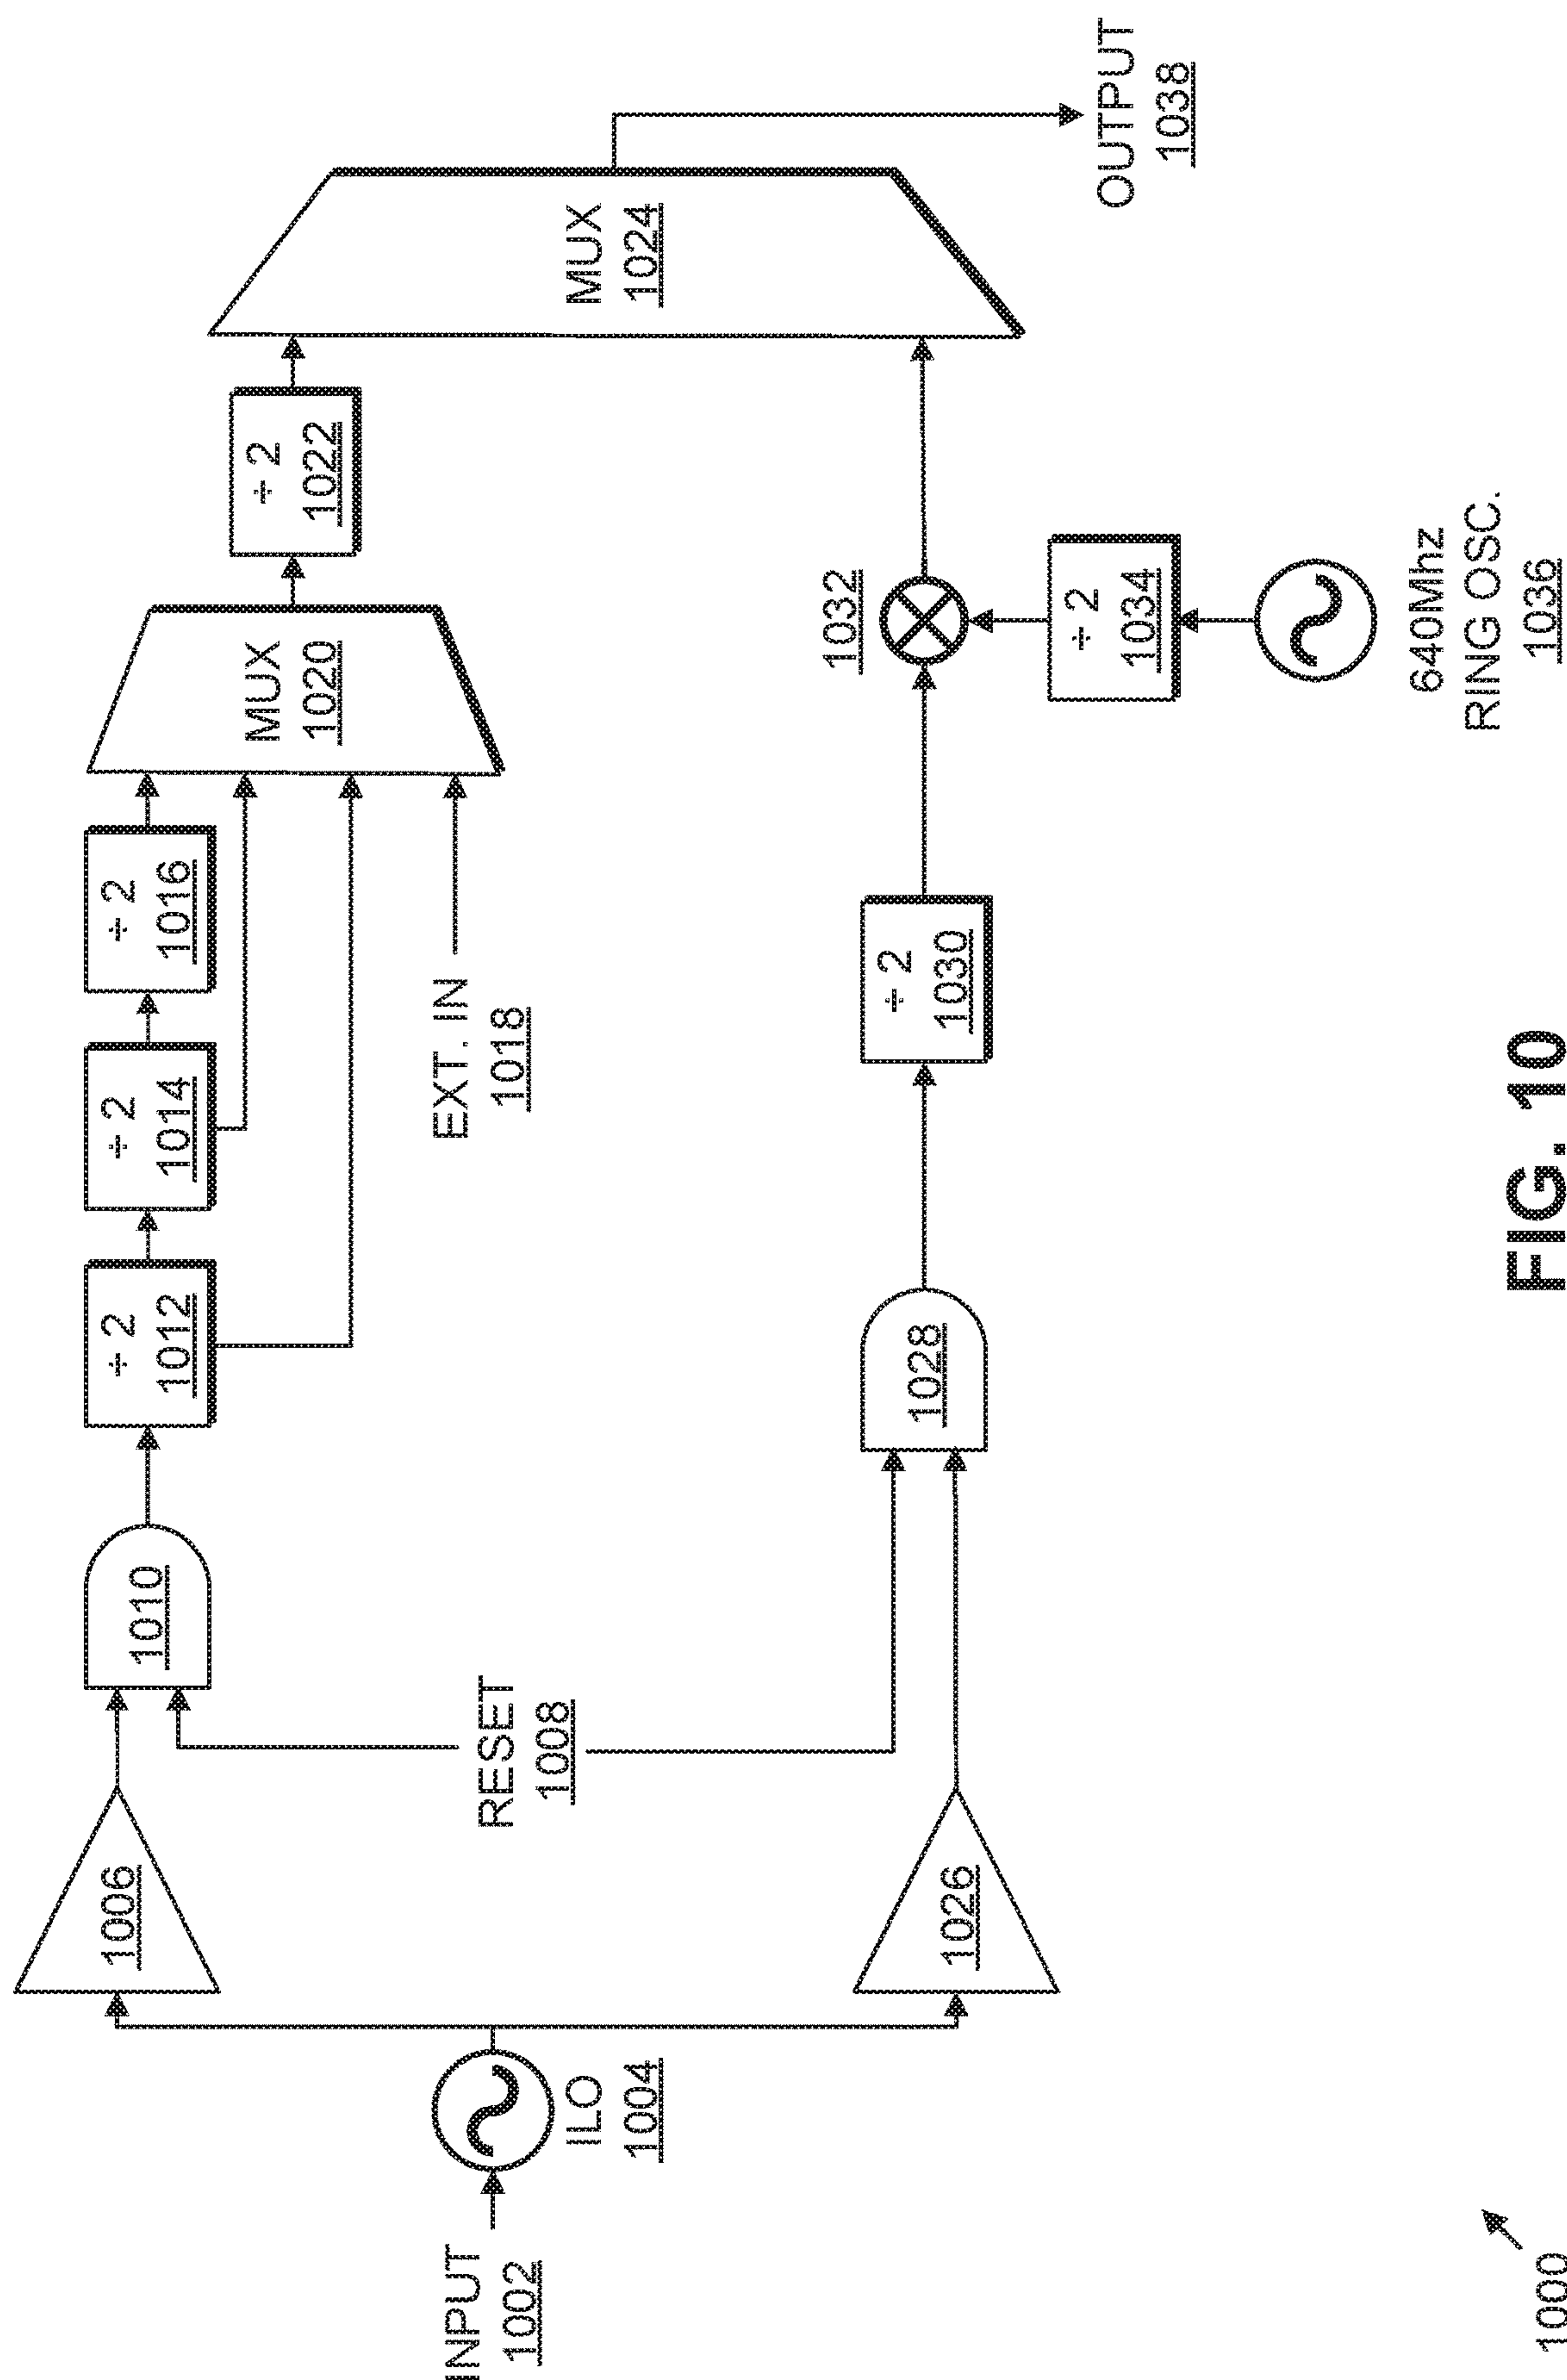 INPUT
1002
ILO
1004
1006
1026
RESET
1008
1010
1028
÷ 2
1012
÷ 2
1014
÷ 2
1016
EXT. IN
1018
÷ 2
1030
MUX
1020
1032
÷ 2
1034
640Mhz
RING OSC.
1036
÷ 2
1022
MUX
1024
OUTPUT
1038
1000
FIG. 10